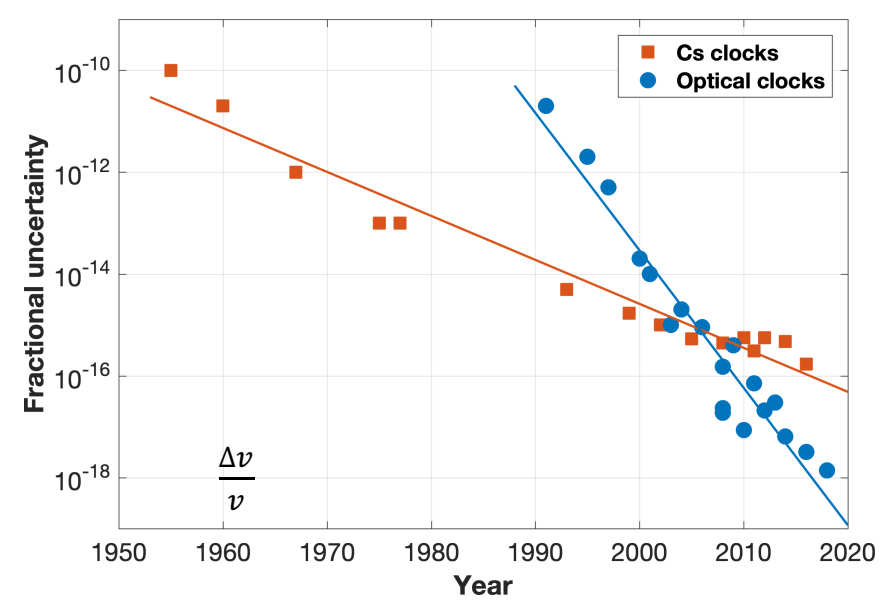 Cs clocks
Optical clocks
Fractional uncertainty
10⁻¹⁰
10⁻¹²
10⁻¹⁴
10⁻¹⁶
10⁻¹⁸
Δν
ν
1950 1960 1970 1980 1990 2000 2010 2020
Year